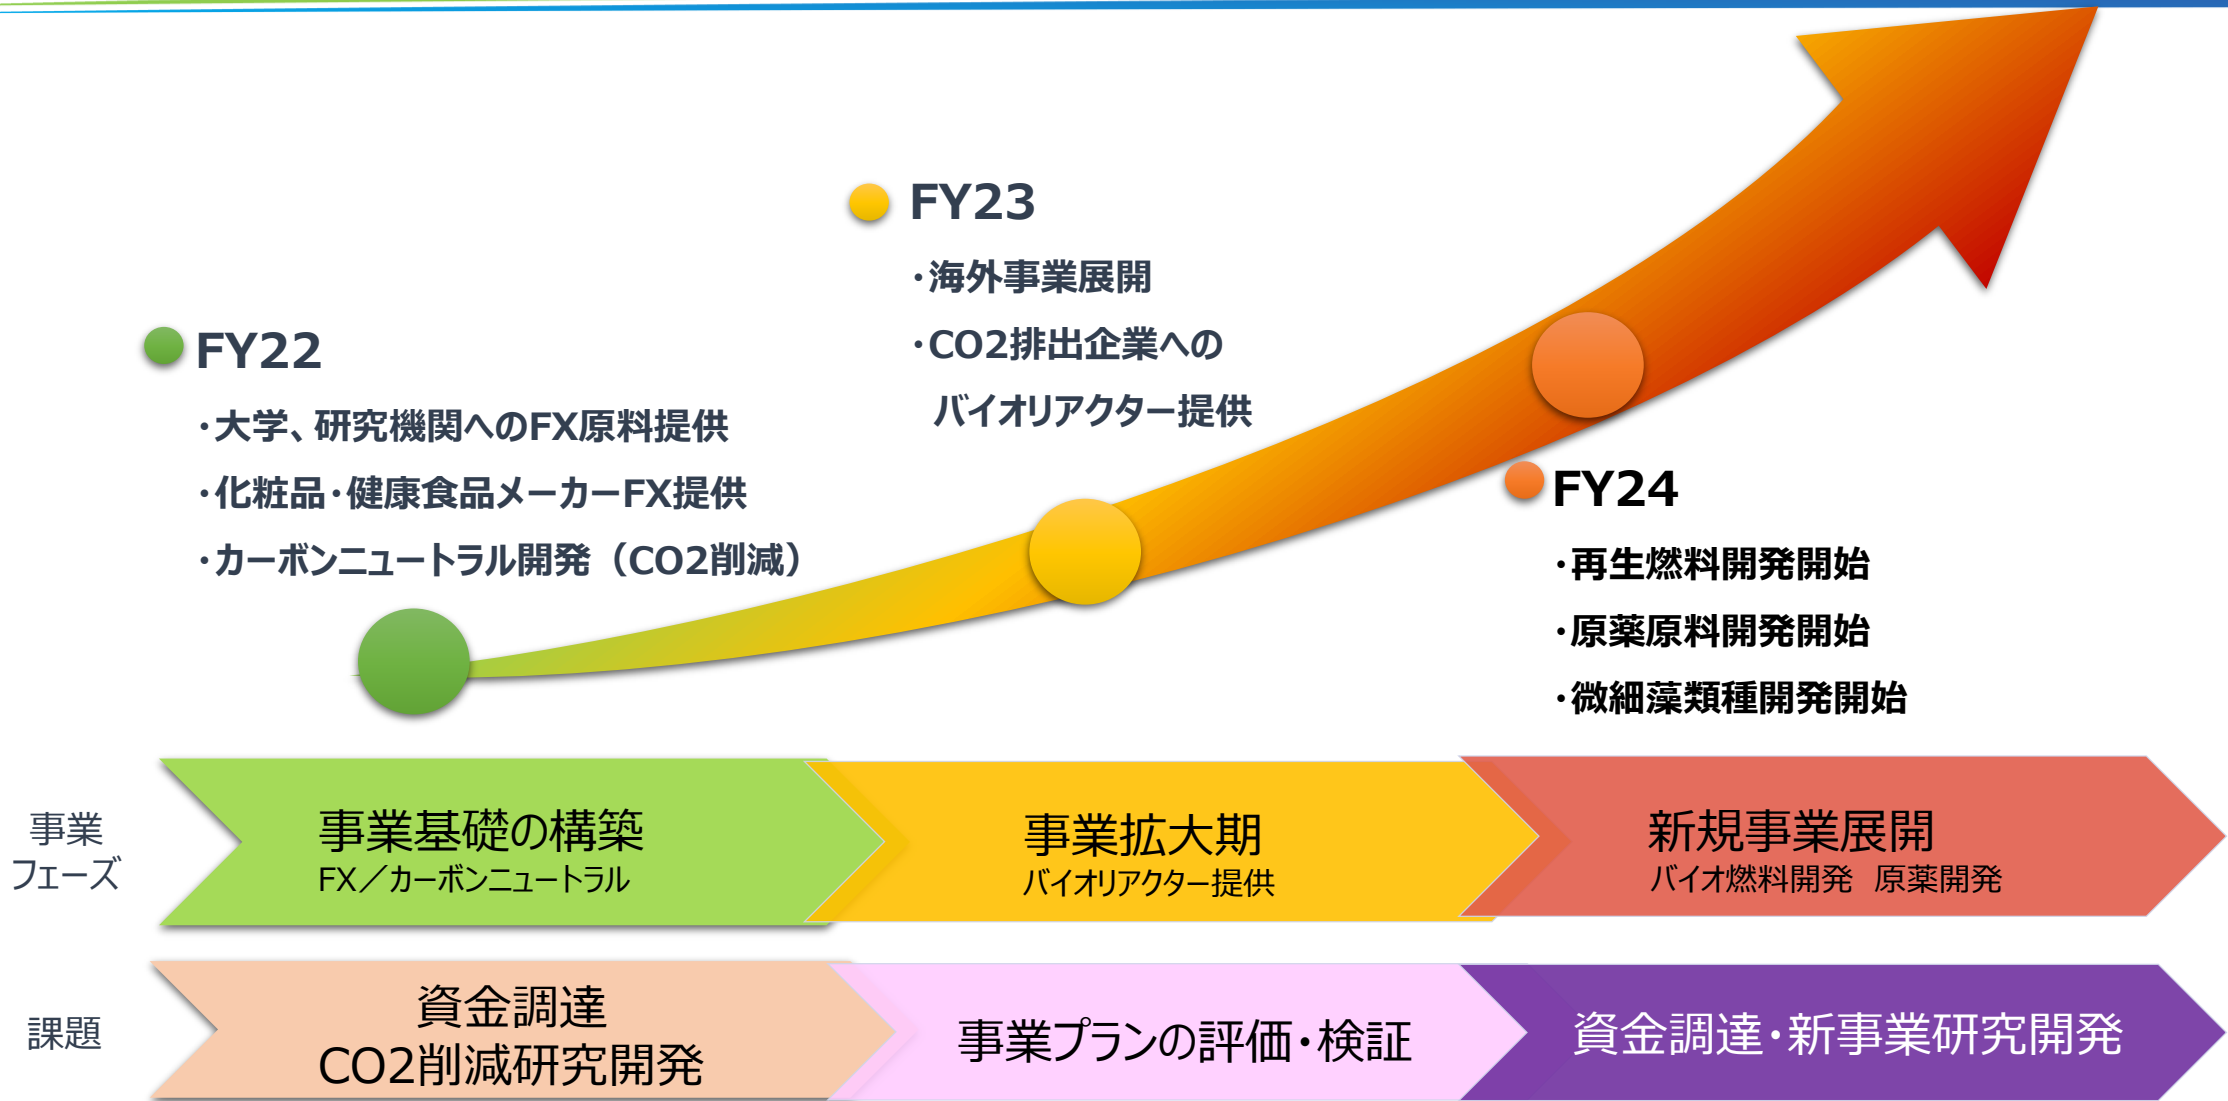 FY22
・大学、研究機関へのFX原料提供
・化粧品・健康食品メーカーFX提供
・カーボンニュートラル開発（CO2削減）
FY23
・海外事業展開
・CO2排出企業への
バイオリアクター提供
FY24
・再生燃料開発開始
・原薬原料開発開始
・微細藻類種開発開始
事業
フェーズ
事業基礎の構築
FX／カーボンニュートラル
事業拡大期
バイオリアクター提供
新規事業展開
バイオ燃料開発　原薬開発
課題
資金調達
CO2削減研究開発
事業プランの評価・検証
資金調達・新事業研究開発